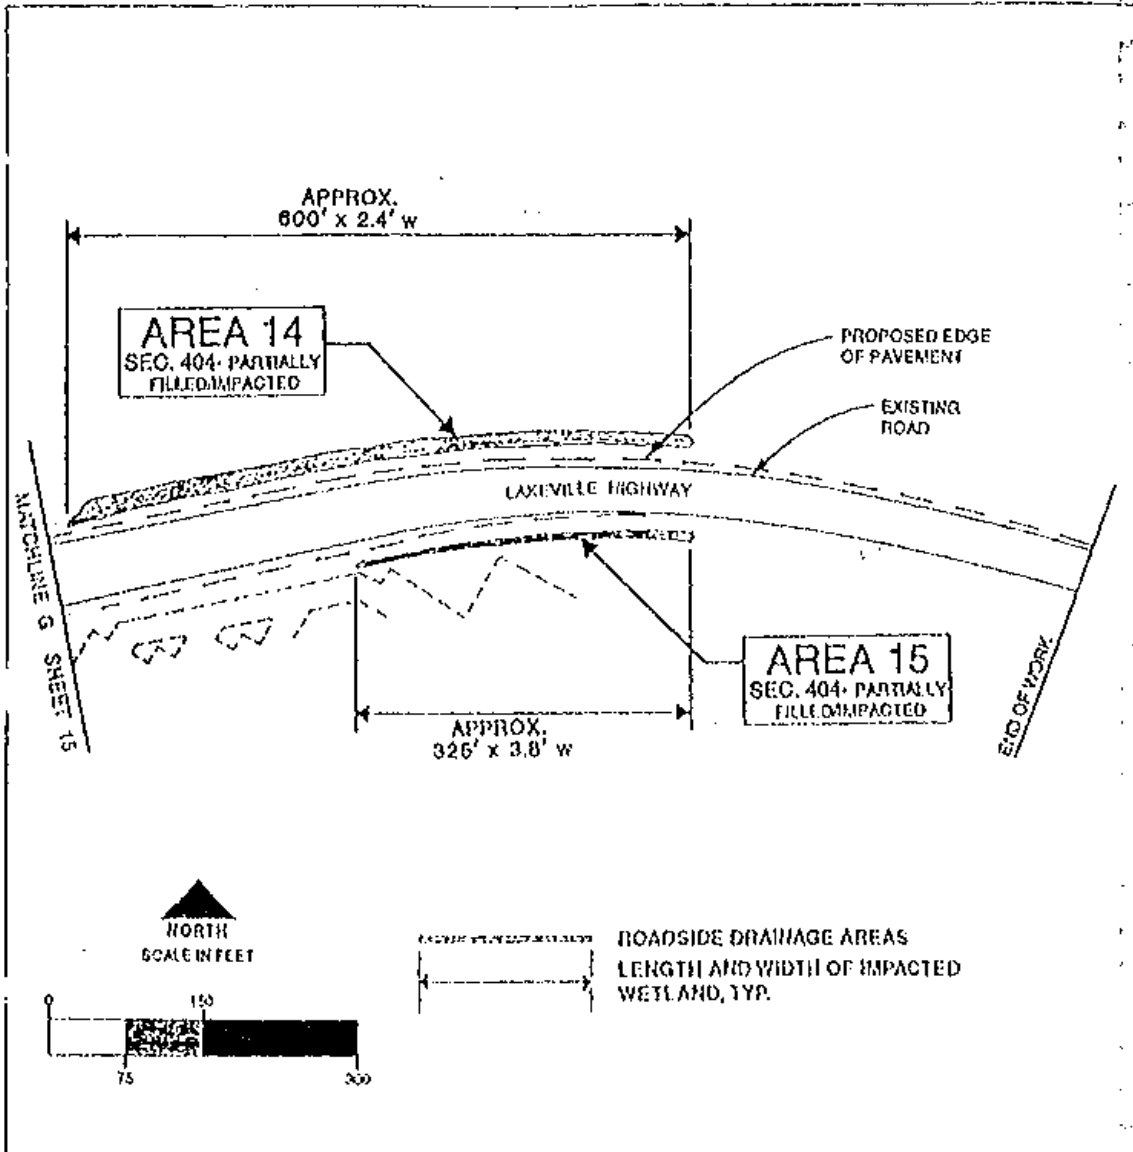 APPROX.
600' x 2.4' w
AREA 14
SEC. 404- PARTIALLY
FILLED/IMPACTED
PROPOSED EDGE
OF PAVEMENT
EXISTING
ROAD
LAKEVILLE HIGHWAY
MATCHLINE G SHEET 15
AREA 15
SEC. 404- PARTIALLY
FILLED/IMPACTED
END OF WORK
APPROX.
325' x 3.8' w
NORTH
SCALE IN FEET
0 150
75 300
ROADSIDE DRAINAGE AREAS
LENGTH AND WIDTH OF IMPACTED
WETLAND, TYP.